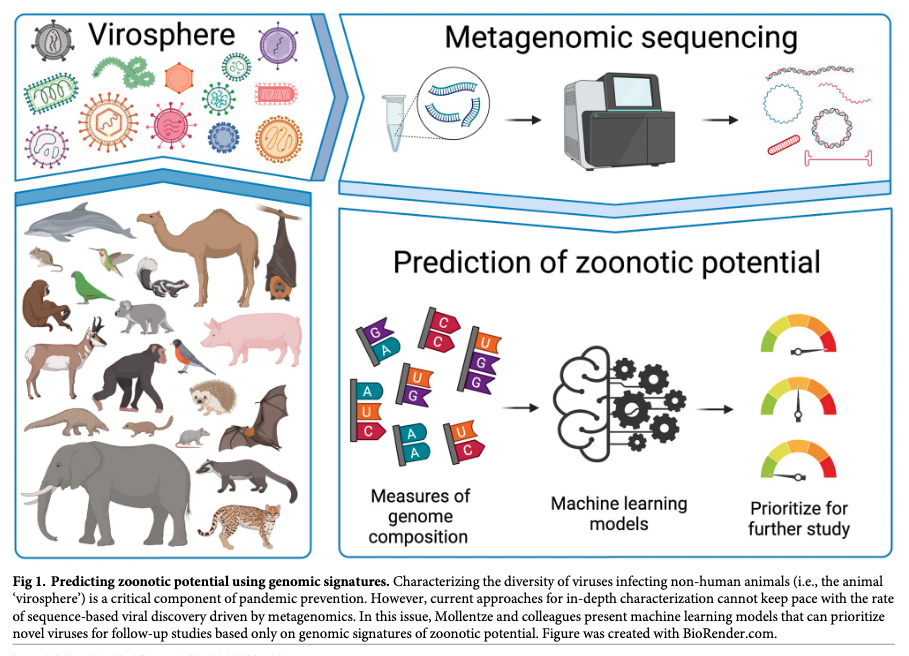 Virosphere
Metagenomic sequencing
Prediction of zoonotic potential
G
A
C
C
U
G
G
A
U
C
U
G
A
A
U
C
Measures of
genome
composition
Machine learning
models
Prioritize for
further study
Fig 1. Predicting zoonotic potential using genomic signatures. Characterizing the diversity of viruses infecting non-human animals (i.e., the animal
‘virosphere’) is a critical component of pandemic prevention. However, current approaches for in-depth characterization cannot keep pace with the rate
of sequence-based viral discovery driven by metagenomics. In this issue, Mollentze and colleagues present machine learning models that can prioritize
novel viruses for follow-up studies based only on genomic signatures of zoonotic potential. Figure was created with BioRender.com.